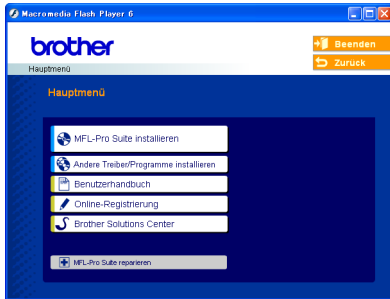 Macromedia Flash Player 6
brother
Beenden
Zurück
Hauptmenü
Hauptmenü
MFL-Pro Suite installieren
Andere Treiber/Programme installieren
Benutzerhandbuch
Online-Registrierung
Brother Solutions Center
MFL-Pro Suite reparieren